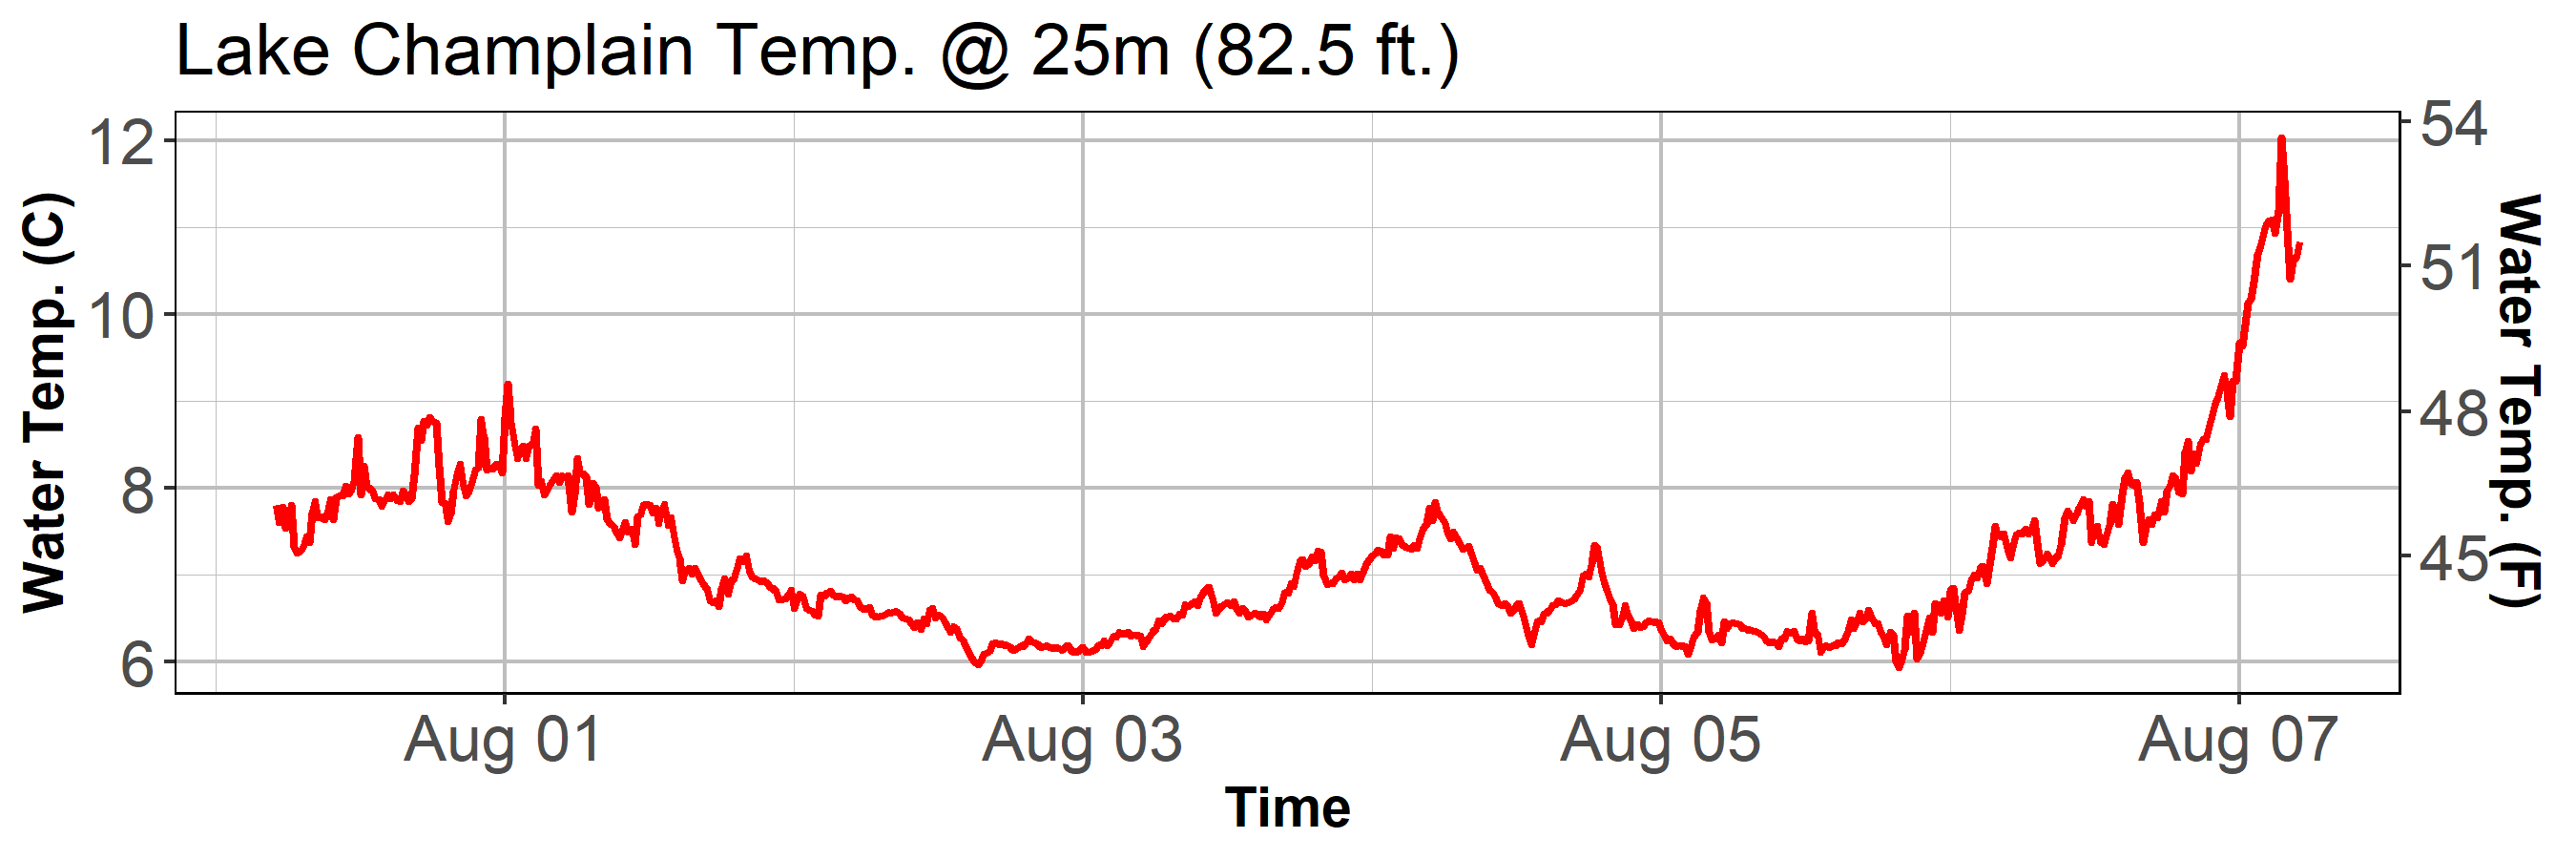 Lake Champlain Temp. @ 25m (82.5 ft.)
Water Temp. (C)
12
10
8
6
54
51
48
45
Water Temp. (F)
Aug 01 Aug 03 Aug 05 Aug 07
Time